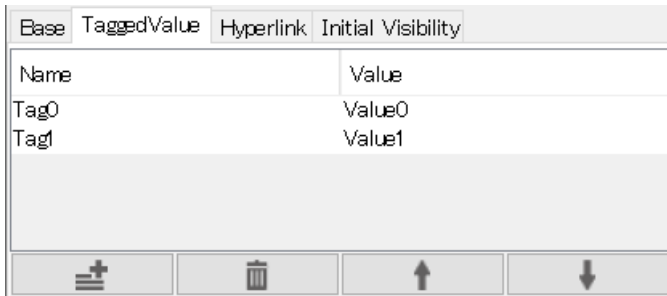 Base TaggedValue Hyperlink Initial Visibility
Name Value
Tag0 Value0
Tag1 Value1